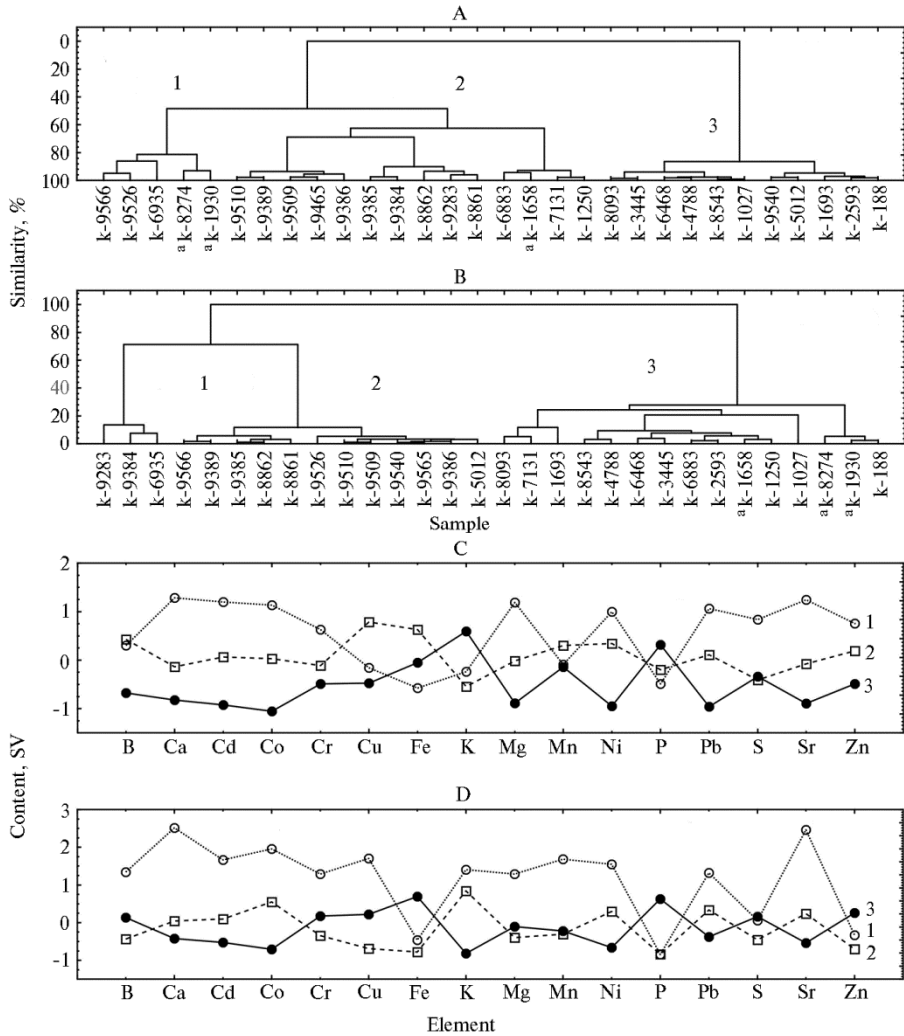 A
0
20
40
60
80
100
1
2
3
k-9566
k-9526
k-6935
a k-8274
a k-1930
k-9510
k-9389
k-9509
k-9465
k-9386
k-9385
k-9384
k-8862
k-9283
k-8861
k-6883
a k-1658
k-7131
k-1250
k-8093
k-3445
k-6468
k-4788
k-8543
k-1027
k-9540
k-5012
k-1693
k-2593
k-188
Similarity, %
B
100
80
60
40
20
0
1
2
3
k-9283
k-9384
k-6935
k-9566
k-9389
k-9385
k-8862
k-8861
k-9526
k-9510
k-9509
k-9540
k-9565
k-9386
k-5012
k-8093
k-7131
k-1693
k-8543
k-4788
k-6468
k-3445
k-6883
k-2593
a k-1658
k-1250
k-1027
a k-8274
a k-1930
k-188
Sample
C
2
1
0
-1
1
2
3
B Ca Cd Co Cr Cu Fe K Mg Mn Ni P Pb S Sr Zn
Content, SV
D
3
2
1
0
-1
3
1
2
B Ca Cd Co Cr Cu Fe K Mg Mn Ni P Pb S Sr Zn
Element